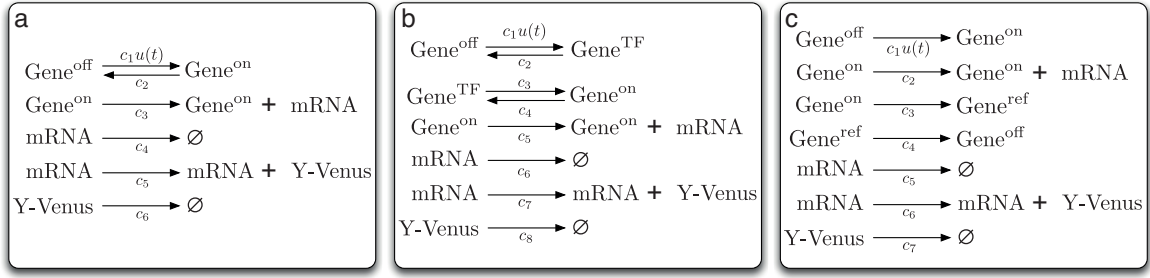 a
Gene^off ⇄ Gene^on c₁u(t) c₂
Gene^on → Gene^on + mRNA c₃
mRNA → ∅ c₄
mRNA → mRNA + Y-Venus c₅
Y-Venus → ∅ c₆
b
Gene^off ⇄ Gene^TF c₁u(t) c₂
Gene^TF ⇄ Gene^on c₃ c₄
Gene^on → Gene^on + mRNA c₅
mRNA → ∅ c₆
mRNA → mRNA + Y-Venus c₇
Y-Venus → ∅ c₈
c
Gene^off → Gene^on c₁u(t)
Gene^on → Gene^on + mRNA c₂
Gene^on → Gene^ref c₃
Gene^ref → Gene^off c₄
mRNA → ∅ c₅
mRNA → mRNA + Y-Venus c₆
Y-Venus → ∅ c₇